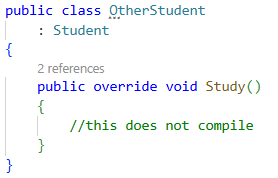 public class OtherStudent
    : Student
{
    2 references
    public override void Study()
    {
        //this does not compile
    }
}